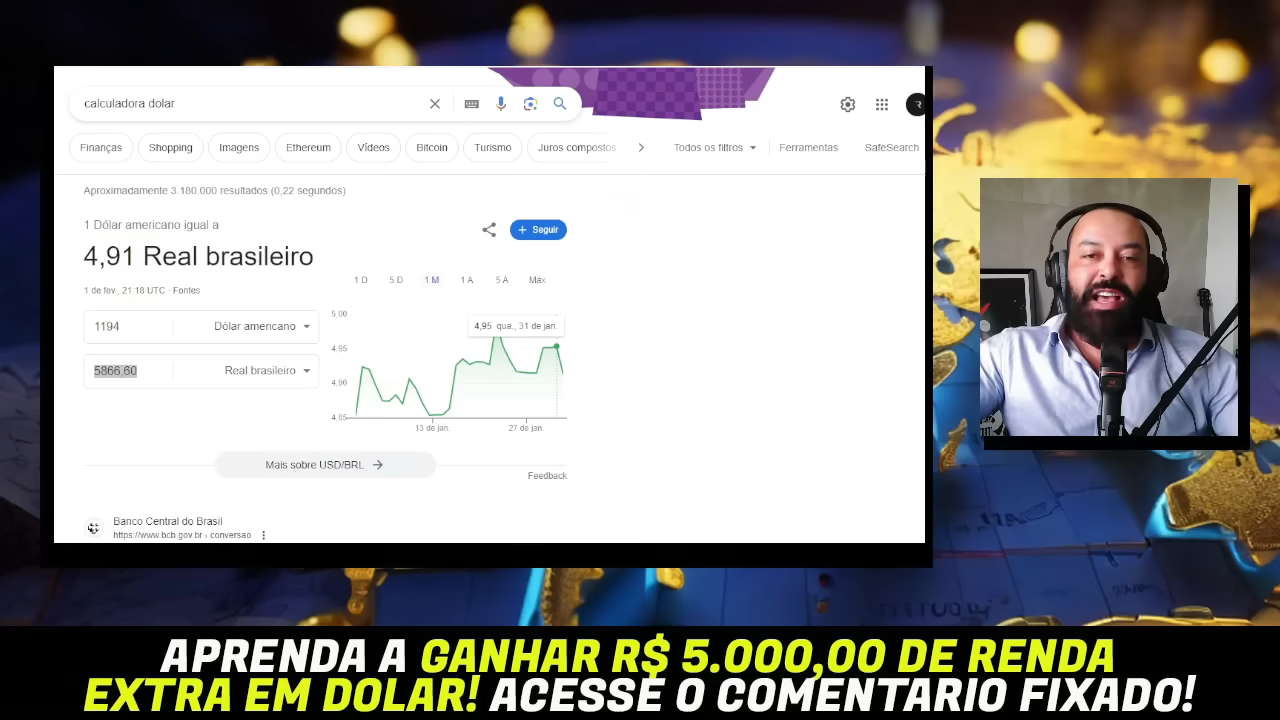 calculadora dolar
Finanças
Shopping
Imagens
Ethereum
Vídeos
Bitcoin
Turismo
Juros compostos
Todos os filtros
Ferramentas
SafeSearch
Aproximadamente 3.180.000 resultados (0,22 segundos)
1 Dólar americano igual a
Seguir
4,91 Real brasileiro
1 D
5 D
1 M
1 A
5 A
Máx
1 de fev., 21:18 UTC · Fontes
1194 Dólar americano
5866,60 Real brasileiro
5,00
4,95 qua., 31 de jan.
4,95
4,90
4,85
13 de jan.
27 de jan.
Mais sobre USD/BRL
Feedback
Banco Central do Brasil
https://www.bcb.gov.br › conversao
APRENDA A GANHAR R$ 5.000,00 DE RENDA
EXTRA EM DOLAR! ACESSE O COMENTARIO FIXADO!